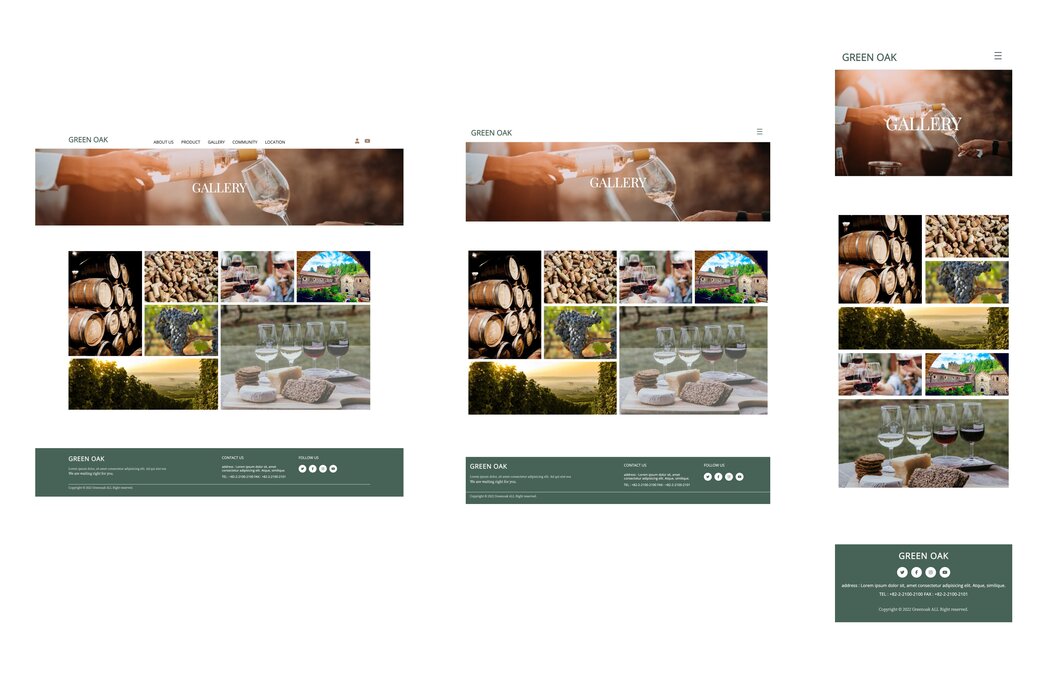 GREEN OAK
ABOUT US PRODUCT GALLERY COMMUNITY LOCATION
GALLERY
GREEN OAK
Lorem ipsum dolor, sit amet consectetur adipisicing elit. Ad qui eos eos
We are waiting right for you.
CONTACT US
address : Lorem ipsum dolor sit, amet
consectetur adipisicing elit. Atque, similique.
TEL : +82-2-2100-2100 FAX : +82-2-2100-2101
FOLLOW US
Copyright © 2022 Greenoak ALL Right reserved.
GREEN OAK
GALLERY
GREEN OAK
Lorem ipsum dolor, sit amet consectetur adipisicing elit. Ad qui eos eos
We are waiting right for you.
CONTACT US
address : Lorem ipsum dolor sit, amet
consectetur adipisicing elit. Atque, similique.
TEL : +82-2-2100-2100 FAX : +82-2-2100-2101
FOLLOW US
Copyright © 2022 Greenoak ALL Right reserved.
GREEN OAK
GALLERY
GREEN OAK
address : Lorem ipsum dolor sit, amet consectetur adipisicing elit. Atque, similique.
TEL : +82-2-2100-2100 FAX : +82-2-2100-2101
Copyright © 2022 Greenoak ALL Right reserved.